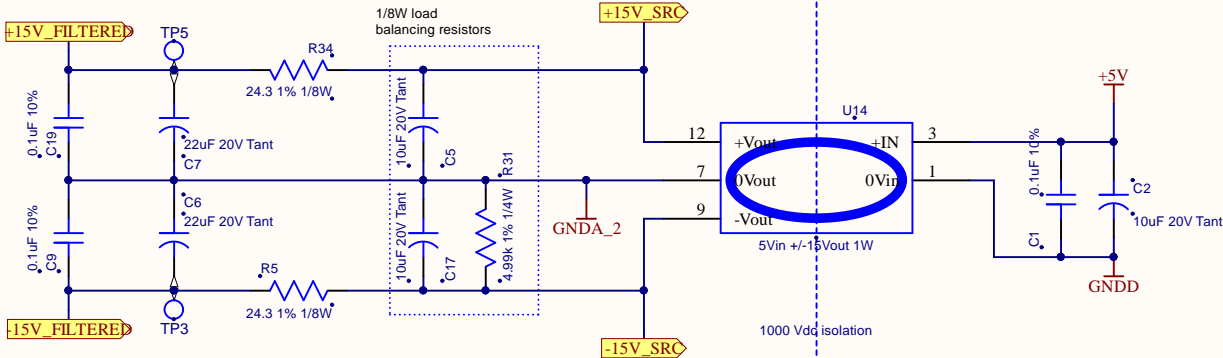 1/8W load
balancing resistors
+15V_FILTERED
TP5
R34
24.3 1% 1/8W
+15V_SRC
0.1uF 10%
C19
22uF 20V Tant
C7
10uF 20V Tant
C5
R31
4.99k 1% 1/4W
C6
22uF 20V Tant
0.1uF 10%
C9
10uF 20V Tant
C17
R5
24.3 1% 1/8W
-15V_FILTERED
TP3
GNDA_2
-15V_SRC
U14
12
+Vout
+IN
3
7
0Vout
0Vin
1
9
-Vout
5Vin +/-15Vout 1W
1000 Vdc isolation
+5V
0.1uF 10%
C1
C2
10uF 20V Tant
GNDD